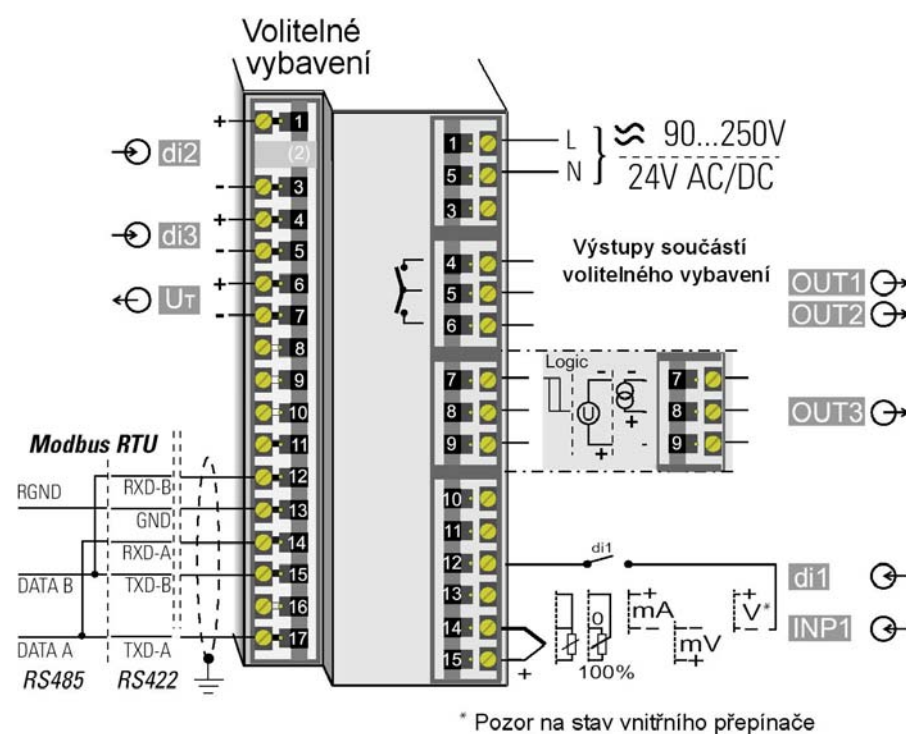 Volitelné
vybavení
+ 1
di2
(2)
- 3
+ 4
di3
- 5
+ 6
UT
- 7
8
9
10
11
Modbus RTU
12
RXD-B
RGND
13
GND
14
RXD-A
15
DATA B
TXD-B
16
17
DATA A
TXD-A
RS485
RS422
1 L
≈ 90...250V
5 N
24V AC/DC
3
Výstupy součástí
volitelného vybavení
4
5
6
OUT1
OUT2
Logic
7 - - 7
8 U 8
OUT3
9 + + - 9
10
11
di1
12
di1
13
+ mA
+ V*
14
0
INP1
mV +
15
+
100%
* Pozor na stav vnitřního přepínače